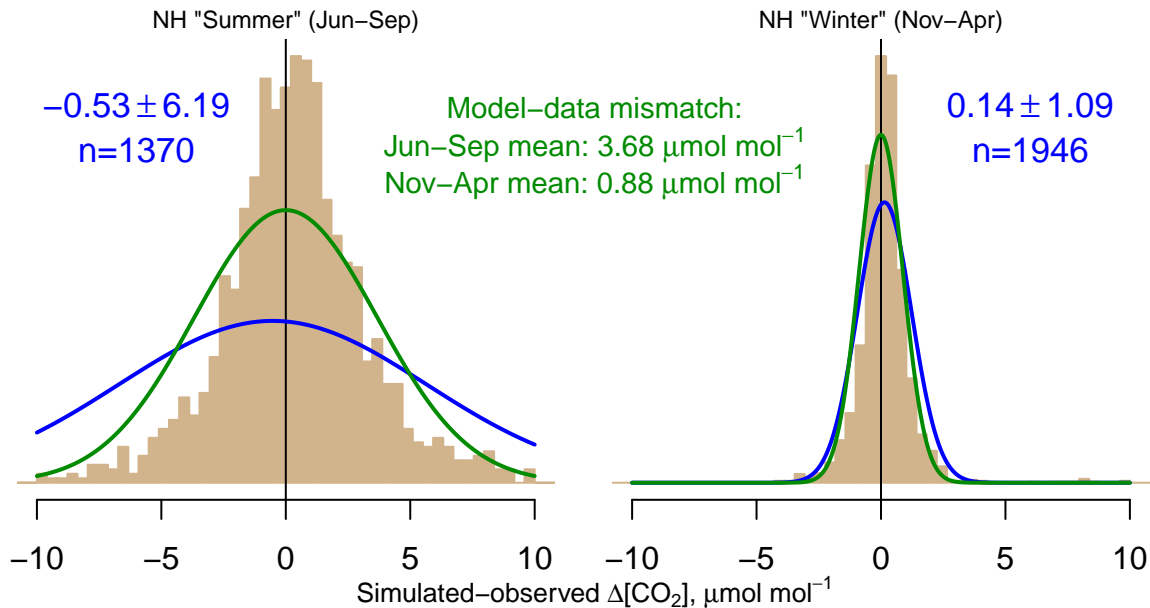 NH "Summer" (Jun−Sep)
NH "Winter" (Nov−Apr)
−0.53 ± 6.19
n=1370
Model−data mismatch:
Jun−Sep mean: 3.68 μmol mol⁻¹
Nov−Apr mean: 0.88 μmol mol⁻¹
0.14 ± 1.09
n=1946
−10 −5 0 5 10
−10 −5 0 5 10
Simulated−observed Δ[CO₂], μmol mol⁻¹